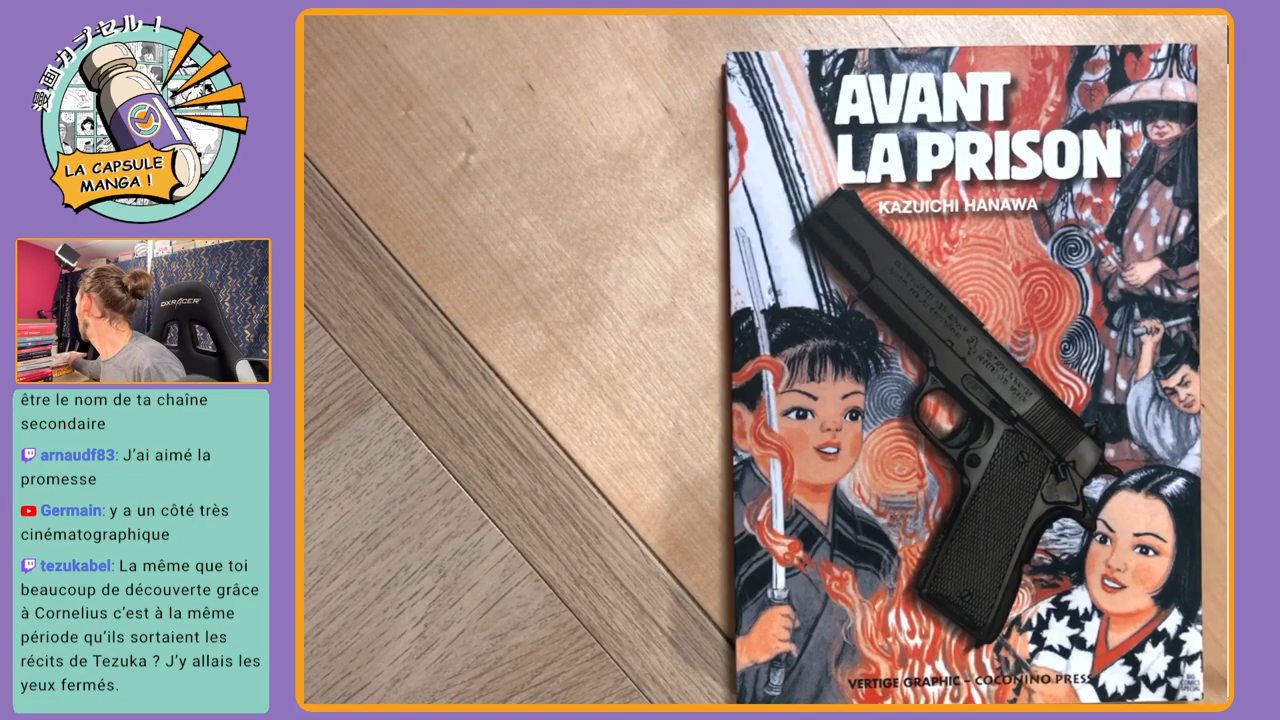 漫画カプセル！
LA CAPSULE
MANGA !
DXRACER
être le nom de ta chaîne
secondaire
arnaudf83: J'ai aimé la
promesse
Germain: y a un côté très
cinématographique
tezukabel: La même que toi
beaucoup de découverte grâce
à Cornelius c'est à la même
période qu'ils sortaient les
récits de Tezuka ? J'y allais les
yeux fermés.
AVANT
LA PRISON
KAZUICHI HANAWA
VERTIGE GRAPHIC – COCONINO PRESS
BIG
COMICS
SPECIAL